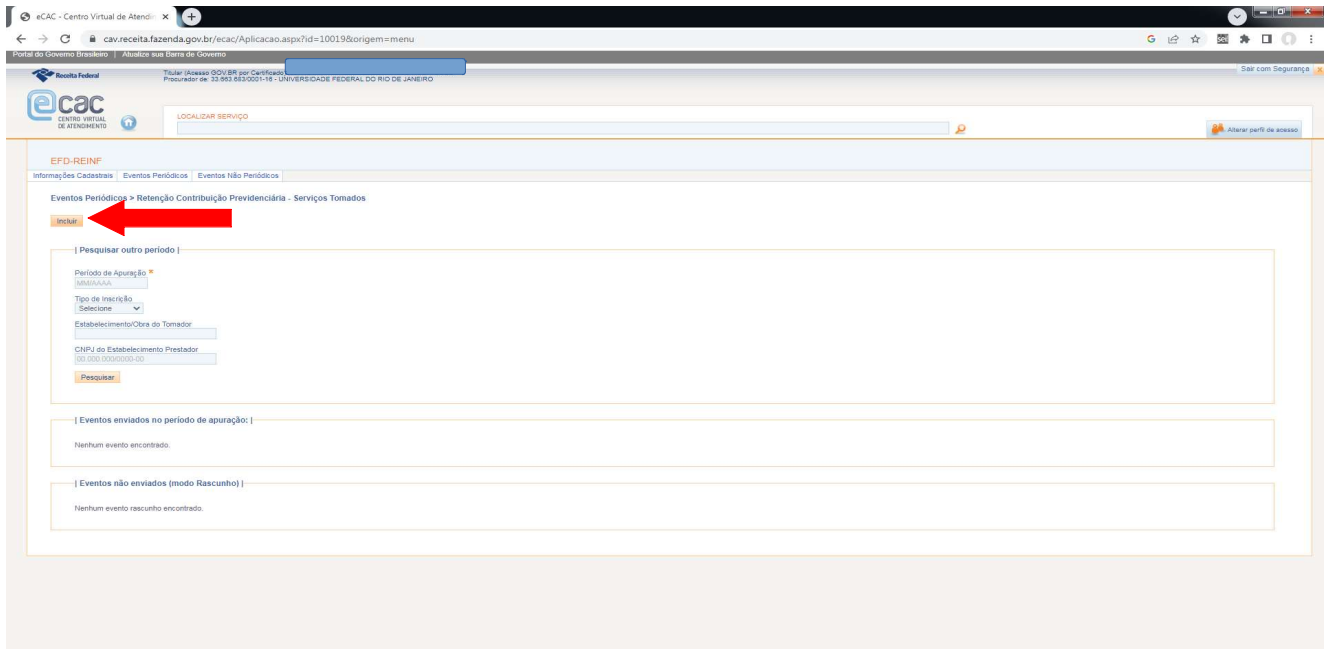 eCAC - Centro Virtual de Atendi
cav.receita.fazenda.gov.br/ecac/Aplicacao.aspx?id=10019&origem=menu
Portal do Governo Brasileiro | Atualize sua Barra de Governo
Receita Federal
Titular (Acesso GOV.BR por Certificado
Procurador de: 33.663.683/0001-16 - UNIVERSIDADE FEDERAL DO RIO DE JANEIRO
Sair com Segurança
ecac
CENTRO VIRTUAL
DE ATENDIMENTO
LOCALIZAR SERVIÇO
Alterar perfil de acesso
EFD-REINF
Informações Cadastrais Eventos Periódicos Eventos Não Periódicos
Eventos Periódicos > Retenção Contribuição Previdenciária - Serviços Tomados
Incluir
| Pesquisar outro período |
Período de Apuração
MM/AAAA
Tipo de Inscrição
Selecione
Estabelecimento/Obra do Tomador
CNPJ do Estabelecimento Prestador
00.000.000/0000-00
Pesquisar
| Eventos enviados no período de apuração: |
Nenhum evento encontrado.
| Eventos não enviados (modo Rascunho) |
Nenhum evento rascunho encontrado.